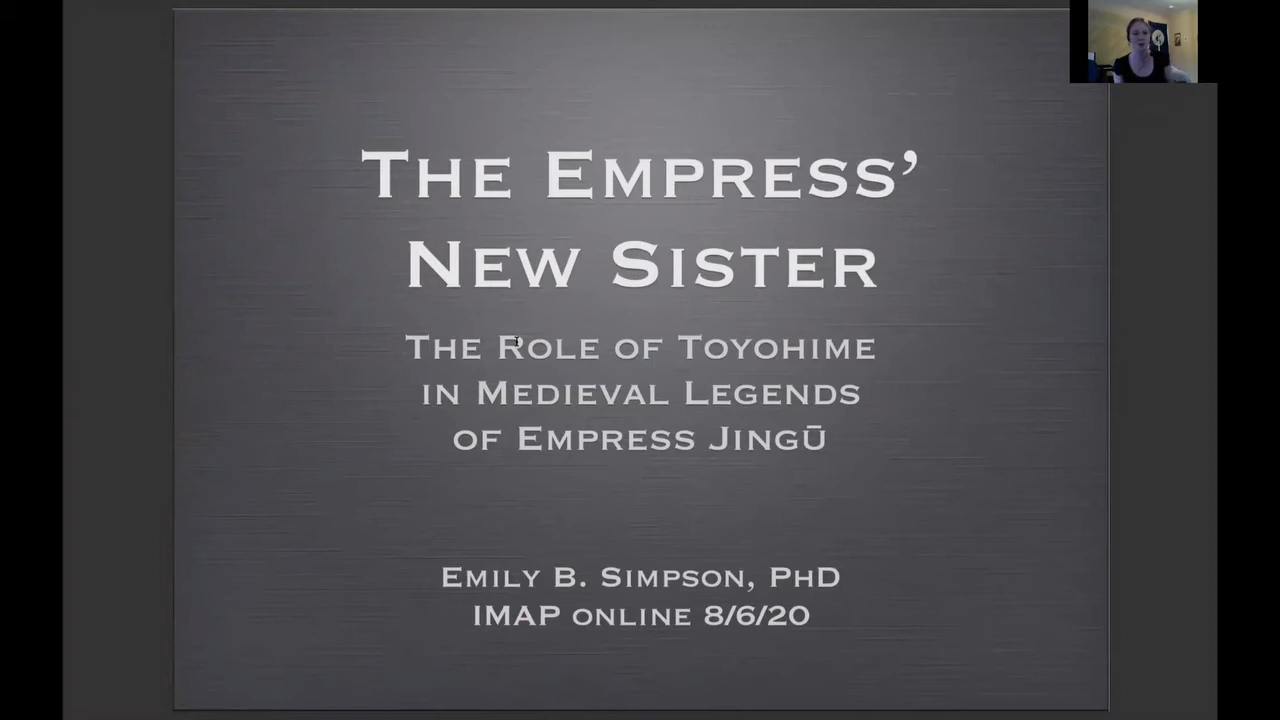 The Empress’
New Sister
The Role of Toyohime
in Medieval Legends
of Empress Jingū
Emily B. Simpson, PhD
IMAP online 8/6/20